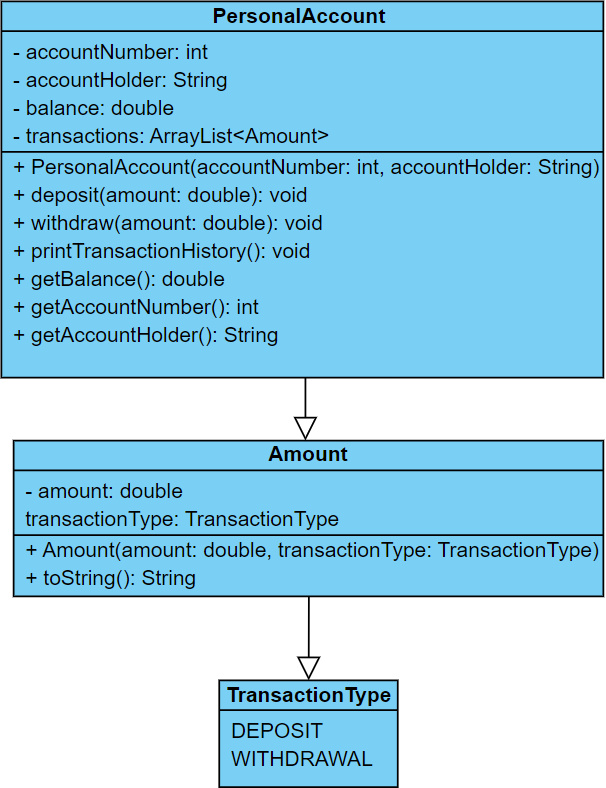 PersonalAccount
- accountNumber: int
- accountHolder: String
- balance: double
- transactions: ArrayList<Amount>
+ PersonalAccount(accountNumber: int, accountHolder: String)
+ deposit(amount: double): void
+ withdraw(amount: double): void
+ printTransactionHistory(): void
+ getBalance(): double
+ getAccountNumber(): int
+ getAccountHolder(): String
Amount
- amount: double
transactionType: TransactionType
+ Amount(amount: double, transactionType: TransactionType)
+ toString(): String
TransactionType
DEPOSIT
WITHDRAWAL